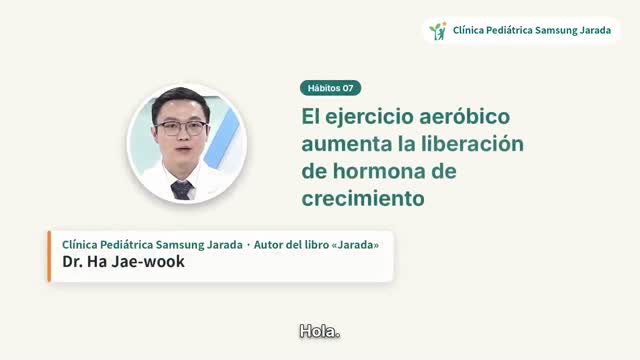 Clínica Pediátrica Samsung Jarada
Hábitos 07
El ejercicio aeróbico
aumenta la liberación
de hormona de
crecimiento
Clínica Pediátrica Samsung Jarada · Autor del libro «Jarada»
Dr. Ha Jae-wook
Hola.